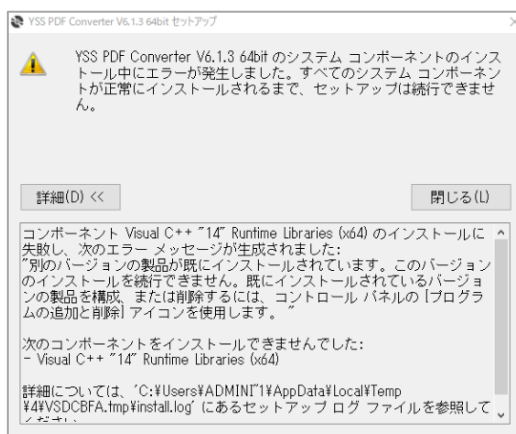 YSS PDF Converter V6.1.3 64bit セットアップ
YSS PDF Converter V6.1.3 64bit のシステム コンポーネントのインス
トール中にエラーが発生しました。すべてのシステム コンポーネン
トが正常にインストールされるまで、セットアップは続行できませ
ん。
詳細(D) <<
閉じる(L)
コンポーネント Visual C++ "14" Runtime Libraries (x64) のインストールに
失敗し、次のエラー メッセージが生成されました:
"別のバージョンの製品が既にインストールされています。このバージョン
のインストールを続行できません。既にインストールされているバージョ
ンの製品を構成、または削除するには、コントロール パネルの [プログラ
ムの追加と削除] アイコンを使用します。 "
次のコンポーネントをインストールできませんでした:
- Visual C++ "14" Runtime Libraries (x64)
詳細については、'C:¥Users¥ADMINI~1¥AppData¥Local¥Temp
¥4¥VSDCBFA.tmp¥install.log' にあるセットアップ ログ ファイルを参照して
ください